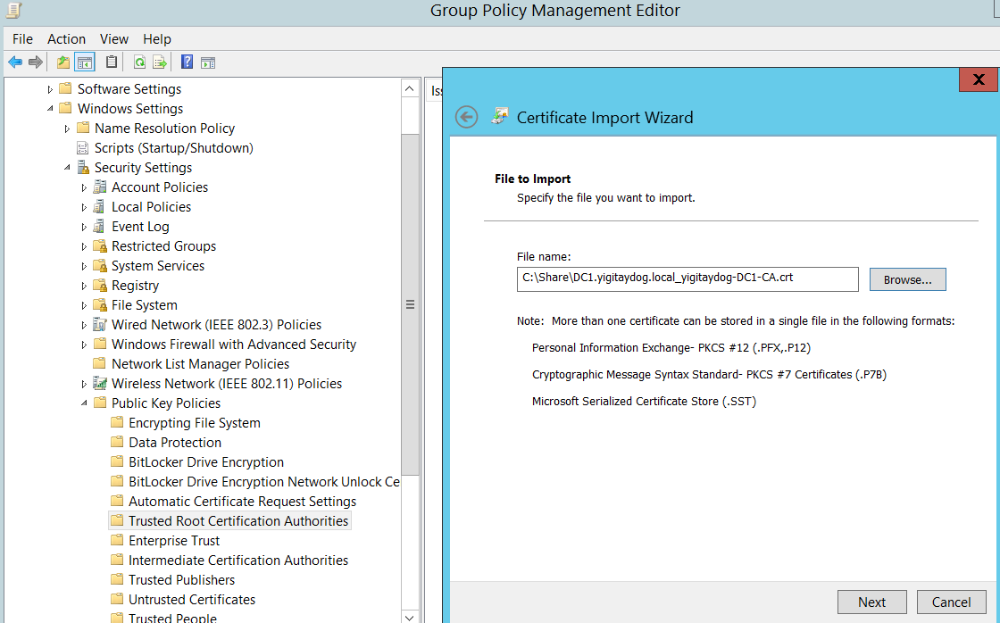 Group Policy Management Editor
File Action View Help
Software Settings
Windows Settings
Name Resolution Policy
Scripts (Startup/Shutdown)
Security Settings
Account Policies
Local Policies
Event Log
Restricted Groups
System Services
Registry
File System
Wired Network (IEEE 802.3) Policies
Windows Firewall with Advanced Security
Network List Manager Policies
Wireless Network (IEEE 802.11) Policies
Public Key Policies
Encrypting File System
Data Protection
BitLocker Drive Encryption
BitLocker Drive Encryption Network Unlock Ce
Automatic Certificate Request Settings
Trusted Root Certification Authorities
Enterprise Trust
Intermediate Certification Authorities
Trusted Publishers
Untrusted Certificates
Trusted People
Iss
X
Certificate Import Wizard
File to Import
Specify the file you want to import.
File name:
C:\Share\DC1.yigitaydog.local_yigitaydog-DC1-CA.crt
Browse...
Note: More than one certificate can be stored in a single file in the following formats:
Personal Information Exchange- PKCS #12 (.PFX,.P12)
Cryptographic Message Syntax Standard- PKCS #7 Certificates (.P7B)
Microsoft Serialized Certificate Store (.SST)
Next Cancel